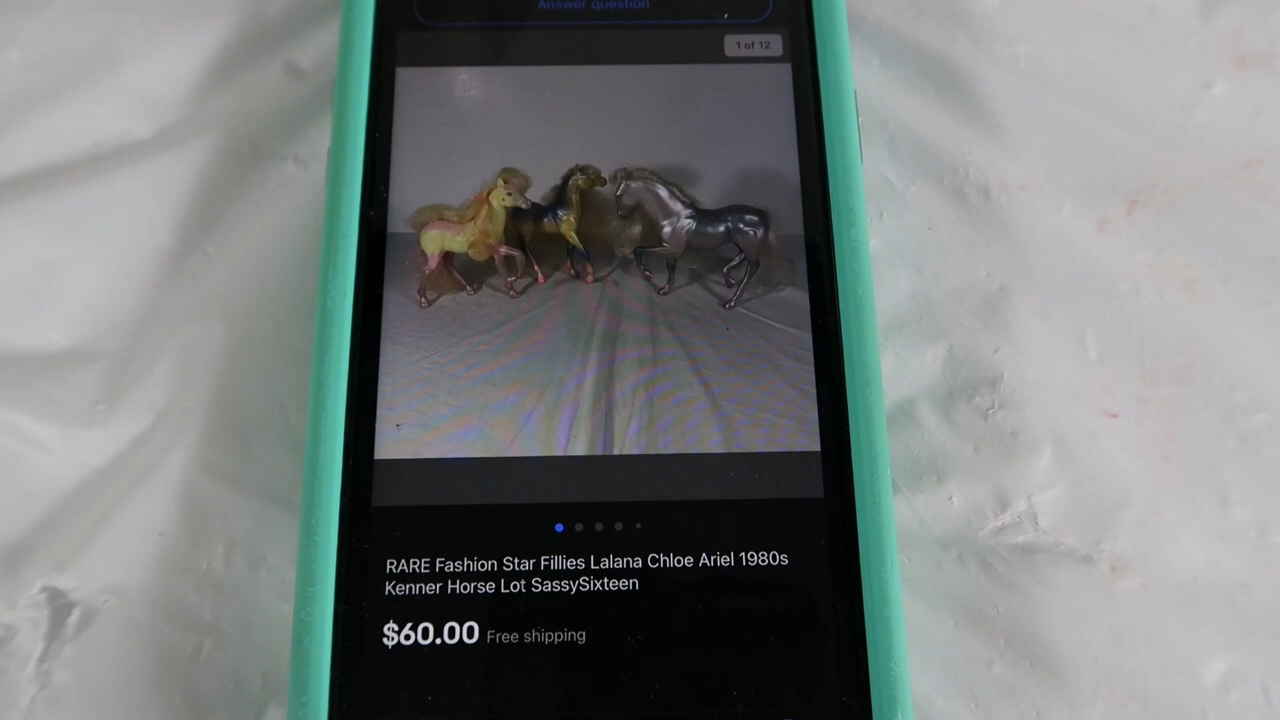 Answer question
1 of 12
RARE Fashion Star Fillies Lalana Chloe Ariel 1980s
Kenner Horse Lot SassySixteen
$60.00 Free shipping